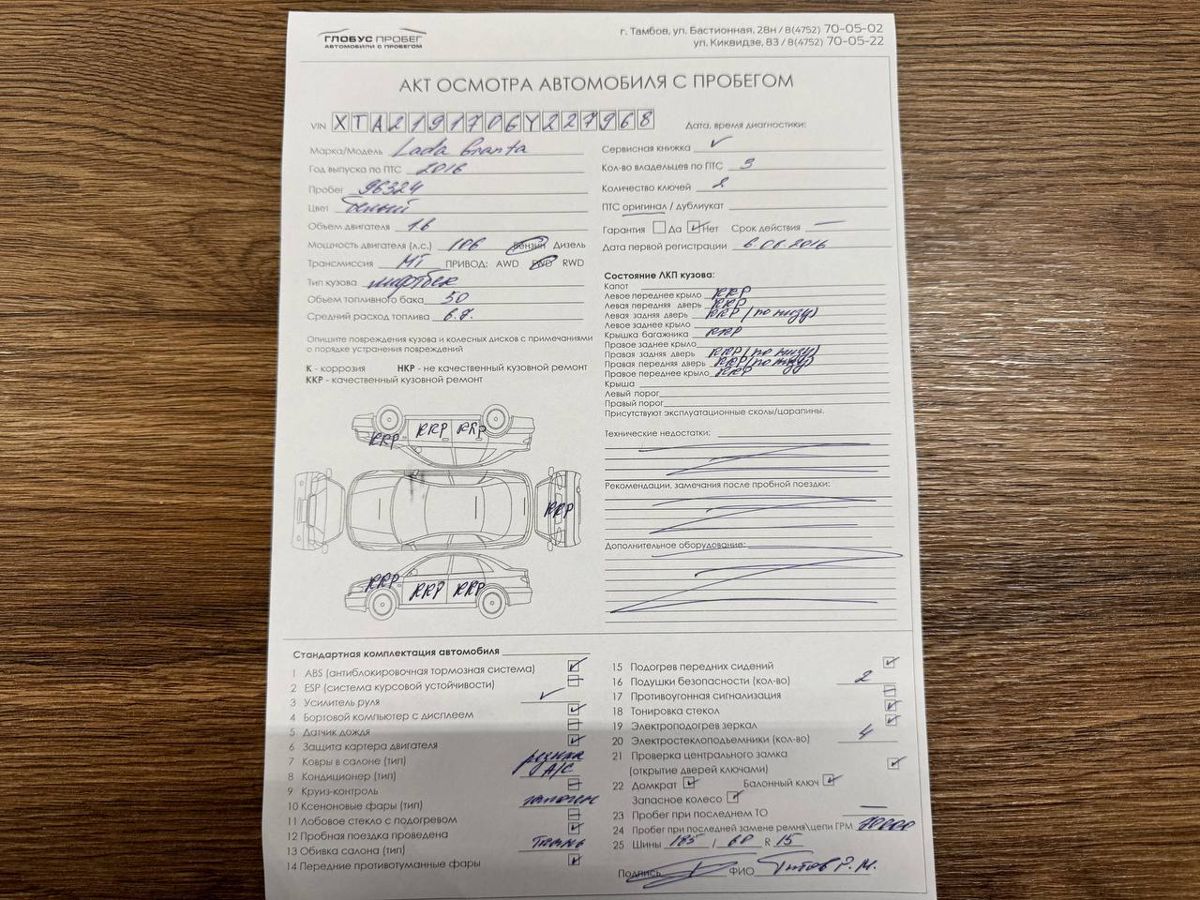 ГЛОБУС ПРОБЕГ
АВТОМОБИЛИ С ПРОБЕГОМ
г. Тамбов, ул. Бастионная, 28н / 8(4752) 70-05-02
ул. Киквидзе, 83 / 8(4752) 70-05-22
АКТ ОСМОТРА АВТОМОБИЛЯ С ПРОБЕГОМ
VIN XTA219170GY227968
Марка/Модель Lada Granta
Год выпуска по ПТС 2016
Пробег 96324
Цвет белый
Объем двигателя 1.6
Мощность двигателя (л.с.) 106 Бензин Дизель
Трансмиссия МТ ПРИВОД: AWD FWD RWD
Тип кузова лифтбек
Объем топливного бака 50
Средний расход топлива
Опишите повреждения кузова и колесных дисков с примечаниями
о порядке устранения повреждений
К - коррозия НКР - не качественный кузовной ремонт
ККР - качественный кузовной ремонт
ККР ККР ККР
ККР
ККР ККР ККР
Дата, время диагностики:
Сервисная книжка ✓
Кол-во владельцев по ПТС 3
Количество ключей 2
ПТС оригинал / дубликат
Гарантия Да ✓ Нет Срок действия —
Дата первой регистрации
Состояние ЛКП кузова:
Капот
Левое переднее крыло ККР
Левая передняя дверь ККР
Левая задняя дверь ККР (по низу)
Левое заднее крыло
Крышка багажника ККР
Правое заднее крыло
Правая задняя дверь ККР (по низу)
Правая передняя дверь ККР (по низу)
Правое переднее крыло ККР
Крыша
Левый порог
Правый порог
Присутствуют эксплуатационные сколы/царапины.
Технические недостатки:
Рекомендации, замечания после пробной поездки:
Дополнительное оборудование:
Стандартная комплектация автомобиля
1 ABS (антиблокировочная тормозная система) ✓
2 ESP (система курсовой устойчивости) —
3 Усилитель руля ✓
4 Бортовой компьютер с дисплеем ✓
5 Датчик дождя —
6 Защита картера двигателя ✓
7 Ковры в салоне (тип) резина
8 Кондиционер (тип) А/С
9 Круиз-контроль —
10 Ксеноновые фары (тип) галоген
11 Лобовое стекло с подогревом —
12 Пробная поездка проведена ✓
13 Обивка салона (тип) Ткань
14 Передние противотуманные фары ✓
15 Подогрев передних сидений ✓
16 Подушки безопасности (кол-во) 2
17 Противоугонная сигнализация —
18 Тонировка стекол ✓
19 Электроподогрев зеркал ✓
20 Электростеклоподъемники (кол-во) 4
21 Проверка центрального замка
(открытие дверей ключами) ✓
22 Домкрат ✓ Балонный ключ ✓
Запасное колесо ✓
23 Пробег при последнем ТО —
24 Пробег при последней замене ремня\цепи ГРМ 70000
25 Шины 185 / 60 R 15
Подпись ФИО Титов Р.М.